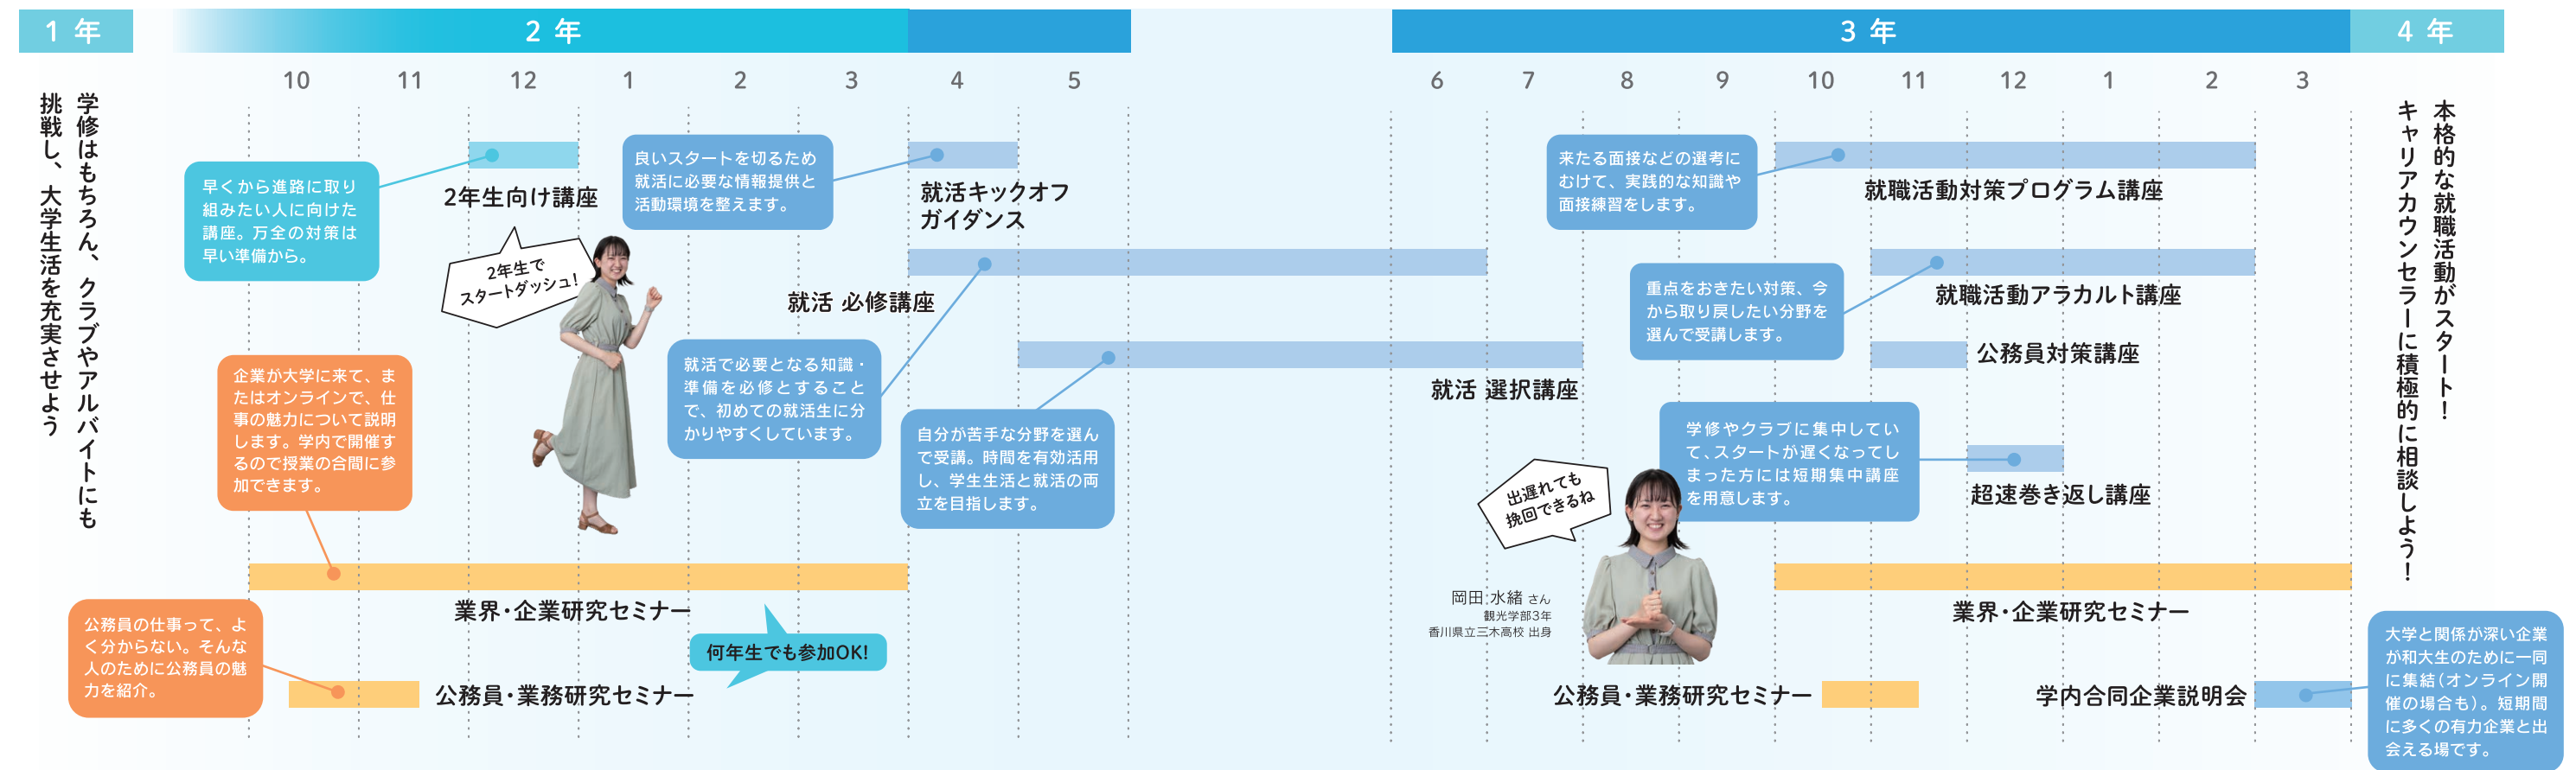 1 年
2 年
3 年
4 年
10
11
12
1
2
3
4
5
6
7
8
9
10
11
12
1
2
3
学修はもちろん、クラブやアルバイトにも
挑戦し、大学生活を充実させよう
早くから進路に取り
組みたい人に向けた
講座。万全の対策は
早い準備から。
2年生向け講座
2年生で
スタートダッシュ!
良いスタートを切るため
就活に必要な情報提供と
活動環境を整えます。
就活キックオフ
ガイダンス
就活 必修講座
就活で必要となる知識・
準備を必修とすること
で、初めての就活生に分
かりやすくしています。
就活 選択講座
自分が苦手な分野を選ん
で受講。時間を有効活用
し、学生生活と就活の両
立を目指します。
企業が大学に来て、ま
たはオンラインで、仕
事の魅力について説明
します。学内で開催す
るので授業の合間に参
加できます。
業界・企業研究セミナー
何年生でも参加OK!
公務員の仕事って、よ
く分からない。そんな
人のために公務員の魅
力を紹介。
公務員・業務研究セミナー
来たる面接などの選考に
むけて、実践的な知識や
面接練習をします。
就職活動対策プログラム講座
重点をおきたい対策、今
から取り戻したい分野を
選んで受講します。
就職活動アラカルト講座
公務員対策講座
学修やクラブに集中してい
て、スタートが遅くなってし
まった方には短期集中講座
を用意します。
超速巻き返し講座
出遅れても
挽回できるね
岡田 水緒 さん
観光学部3年
香川県立三木高校 出身
業界・企業研究セミナー
公務員・業務研究セミナー
学内合同企業説明会
大学と関係が深い企業
が和大生のために一同
に集結(オンライン開
催の場合も)。短期間
に多くの有力企業と出
会える場です。
本格的な就職活動がスタート!
キャリアカウンセラーに積極的に相談しよう!